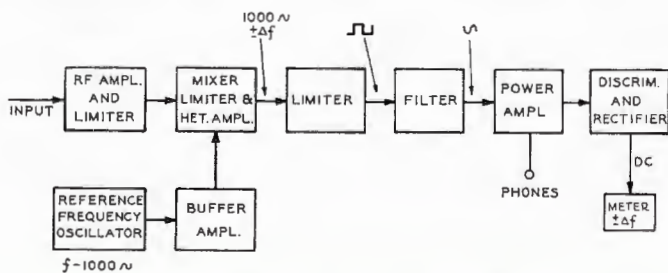 1000 ~
± Δf
INPUT
RF AMPL.
AND
LIMITER
MIXER
LIMITER &
HET. AMPL.
LIMITER
FILTER
POWER
AMPL
DISCRIM.
AND
RECTIFIER
PHONES
DC
METER
± Δf
REFERENCE
FREQUENCY
OSCILLATOR
BUFFER
AMPL.
f-1000 ~